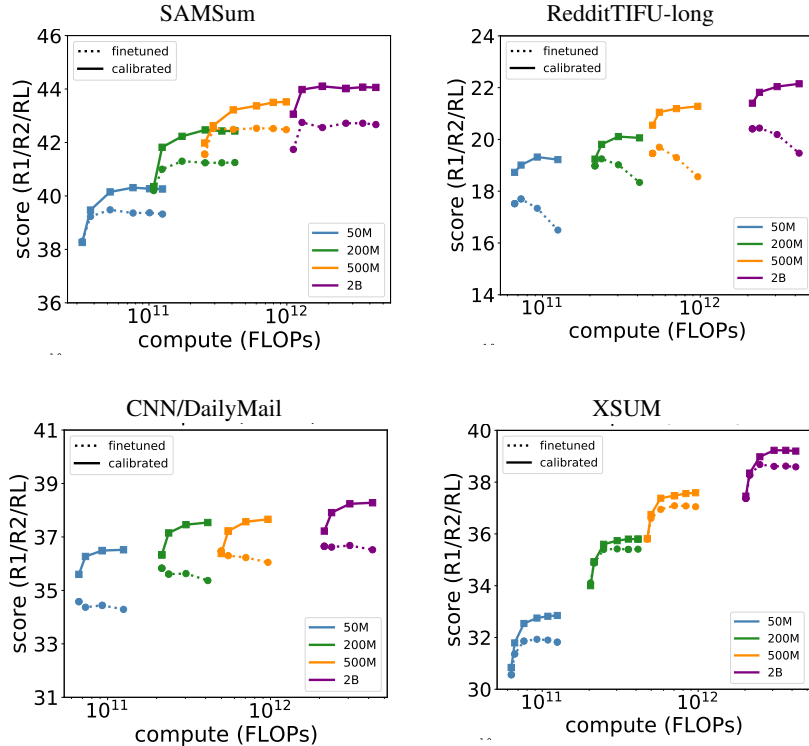 SAMSum
46
44
42
40
38
36
score (R1/R2/RL)
finetuned
calibrated
50M
200M
500M
2B
10^11
10^12
compute (FLOPs)
RedditTIFU-long
22
20
18
16
14
score (R1/R2/RL)
finetuned
calibrated
50M
200M
500M
2B
10^11
10^12
compute (FLOPs)
CNN/DailyMail
41
39
37
35
33
31
score (R1/R2/RL)
finetuned
calibrated
50M
200M
500M
2B
10^11
10^12
compute (FLOPs)
XSUM
40
38
36
34
32
30
score (R1/R2/RL)
finetuned
calibrated
50M
200M
500M
2B
10^11
10^12
compute (FLOPs)